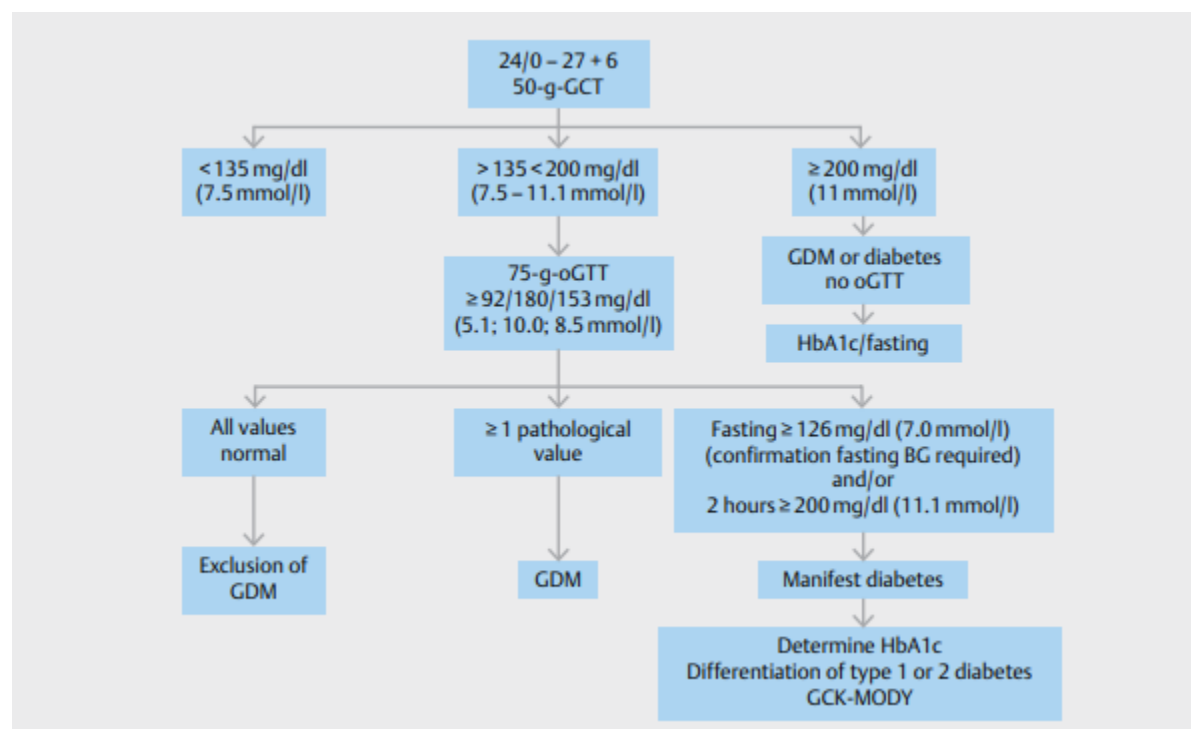 24/0 – 27 + 6
50-g-GCT
< 135 mg/dl
(7.5 mmol/l)
> 135 < 200 mg/dl
(7.5 – 11.1 mmol/l)
≥ 200 mg/dl
(11 mmol/l)
GDM or diabetes
no oGTT
75-g-oGTT
≥ 92/180/153 mg/dl
(5.1; 10.0; 8.5 mmol/l)
HbA1c/fasting
All values
normal
≥ 1 pathological
value
Fasting ≥ 126 mg/dl (7.0 mmol/l)
(confirmation fasting BG required)
and/or
2 hours ≥ 200 mg/dl (11.1 mmol/l)
Exclusion of
GDM
GDM
Manifest diabetes
Determine HbA1c
Differentiation of type 1 or 2 diabetes
GCK-MODY